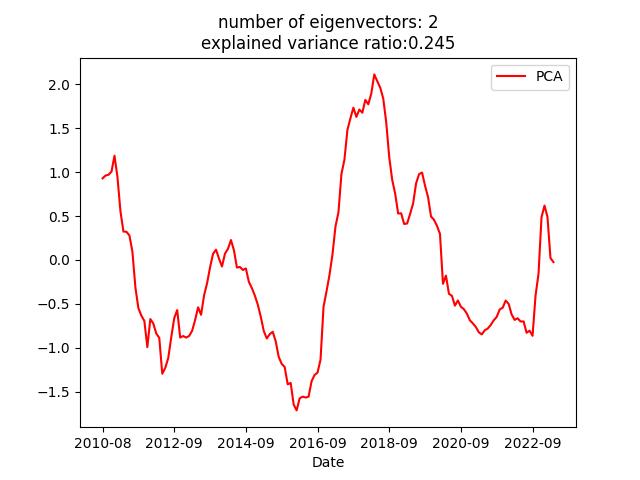 number of eigenvectors: 2
explained variance ratio:0.245
PCA
2.0
1.5
1.0
0.5
0.0
−0.5
−1.0
−1.5
2010-08 2012-09 2014-09 2016-09 2018-09 2020-09 2022-09
Date